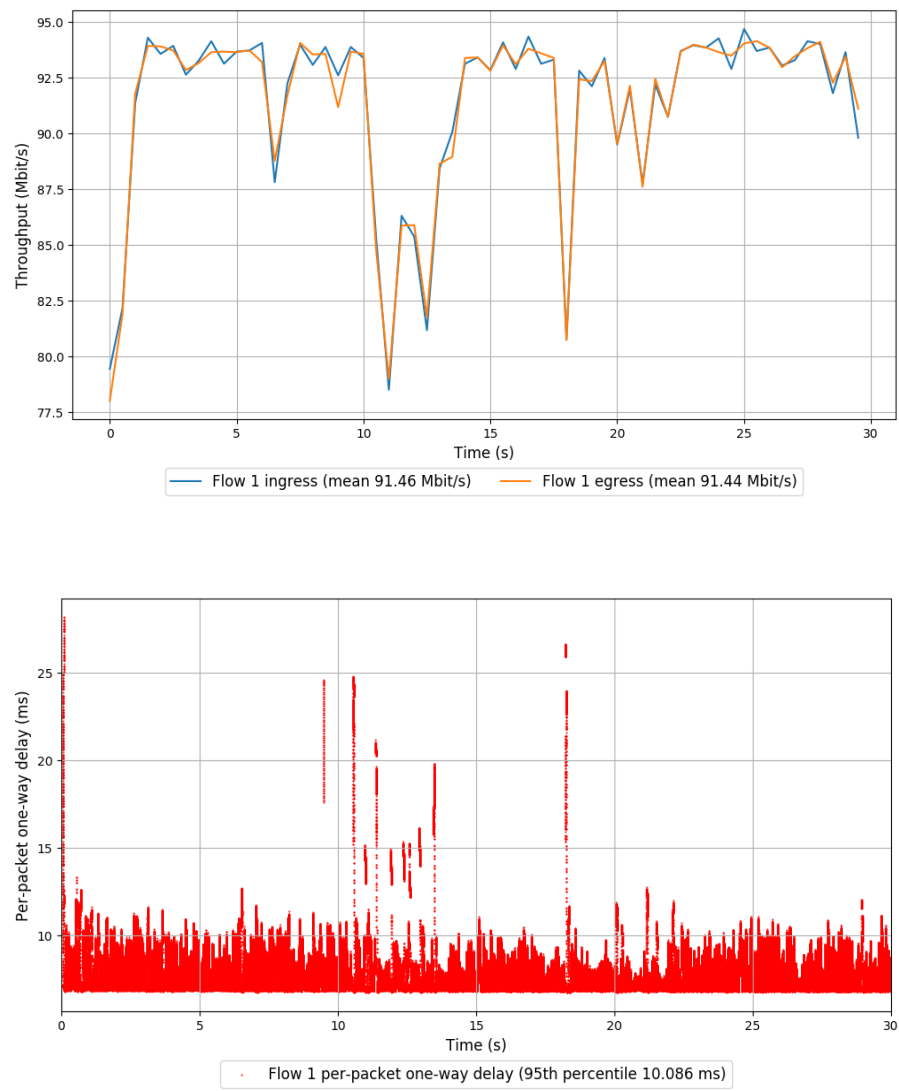 95.0
92.5
90.0
87.5
85.0
82.5
80.0
77.5
Throughput (Mbit/s)
0 5 10 15 20 25 30
Time (s)
Flow 1 ingress (mean 91.46 Mbit/s) Flow 1 egress (mean 91.44 Mbit/s)
25
20
15
10
Per-packet one-way delay (ms)
0 5 10 15 20 25 30
Time (s)
Flow 1 per-packet one-way delay (95th percentile 10.086 ms)